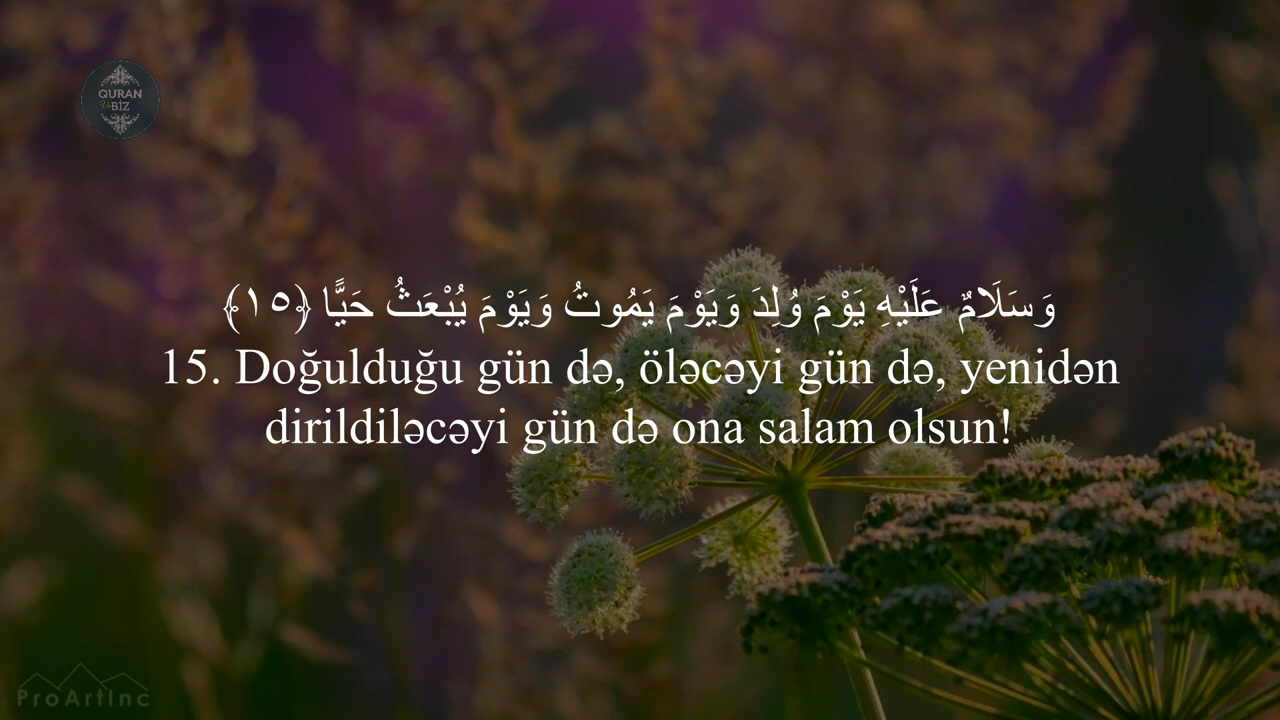 QURAN
Və BİZ
وَسَلَامٌ عَلَيْهِ يَوْمَ وُلِدَ وَيَوْمَ يَمُوتُ وَيَوْمَ يُبْعَثُ حَيًّا ﴿١٥﴾
15. Doğulduğu gün də, öləcəyi gün də, yenidən
dirildiləcəyi gün də ona salam olsun!
ProArtInc